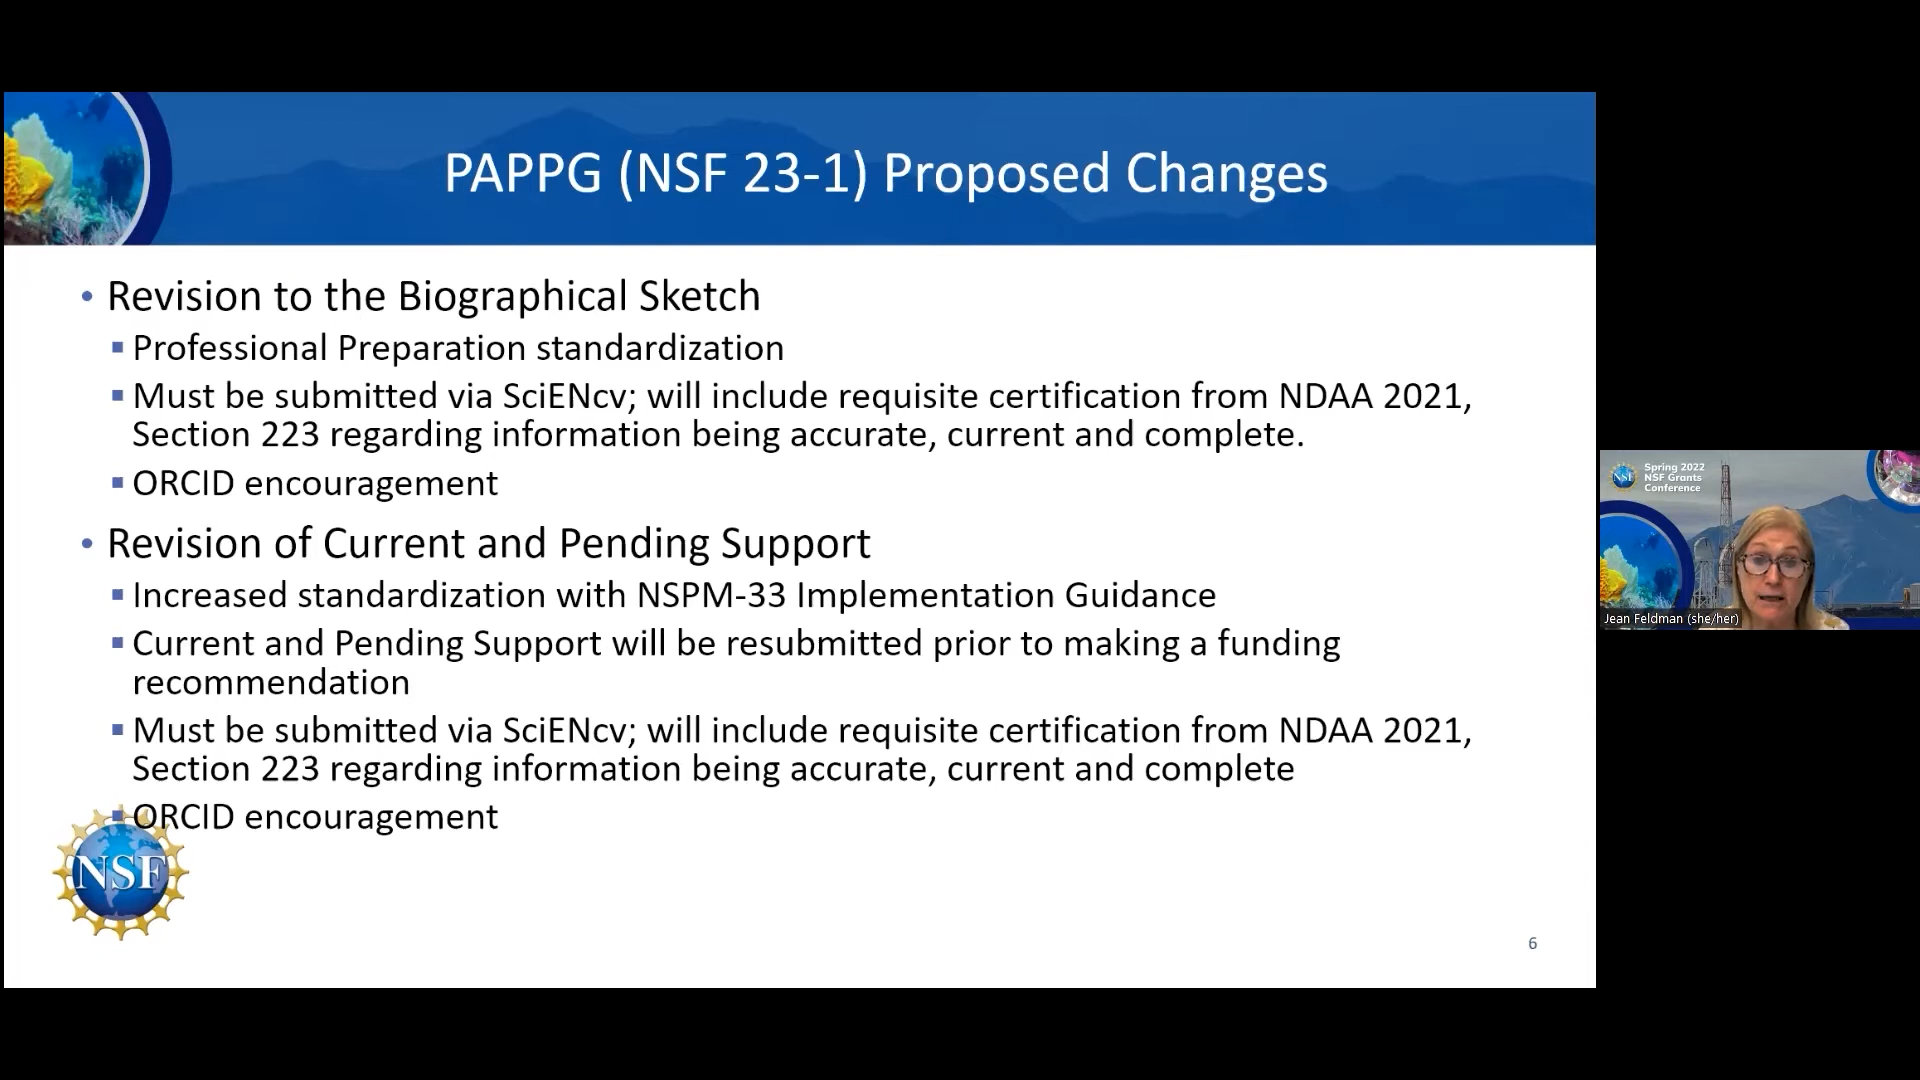 PAPPG (NSF 23-1) Proposed Changes
• Revision to the Biographical Sketch
▪ Professional Preparation standardization
▪ Must be submitted via SciENcv; will include requisite certification from NDAA 2021,
Section 223 regarding information being accurate, current and complete.
▪ ORCID encouragement
• Revision of Current and Pending Support
▪ Increased standardization with NSPM-33 Implementation Guidance
▪ Current and Pending Support will be resubmitted prior to making a funding
recommendation
▪ Must be submitted via SciENcv; will include requisite certification from NDAA 2021,
Section 223 regarding information being accurate, current and complete
▪ ORCID encouragement
NSF
6
NSF
Spring 2022
NSF Grants
Conference
Jean Feldman (she/her)